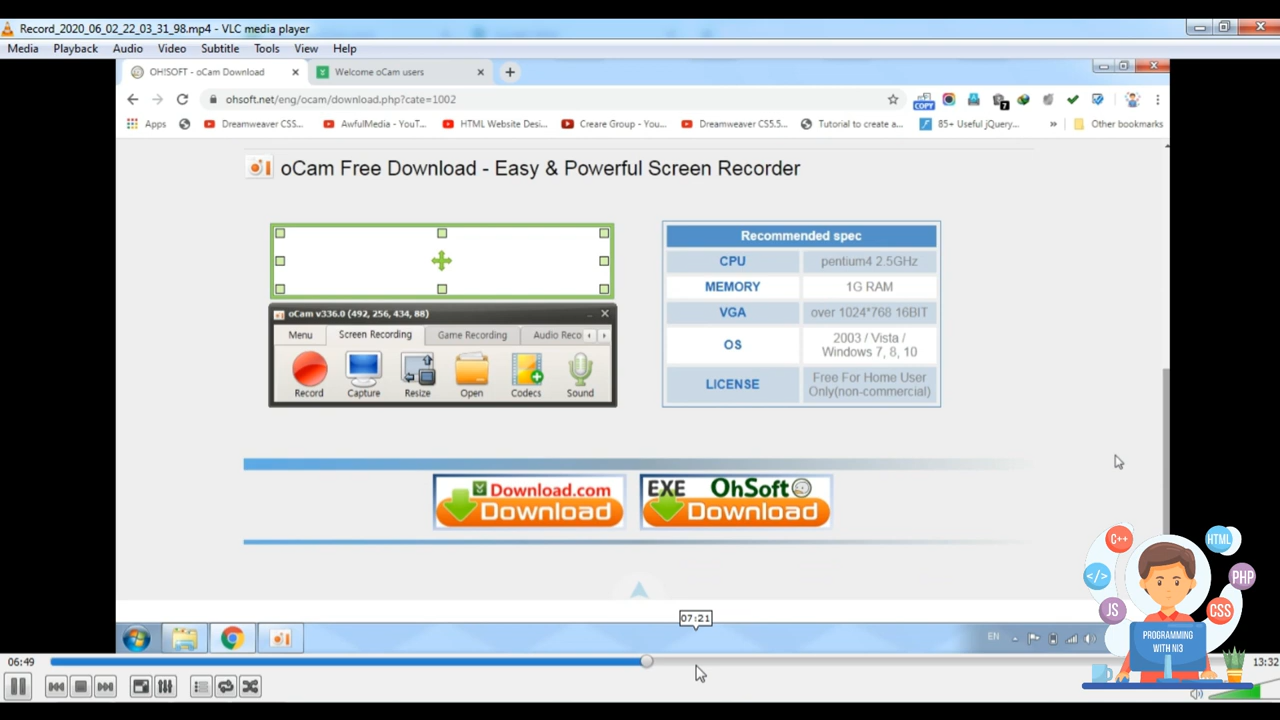 Record_2020_06_02_22_03_31_98.mp4 - VLC media player
Media Playback Audio Video Subtitle Tools View Help
OH!SOFT - oCam Download Welcome oCam users
ohsoft.net/eng/ocam/download.php?cate=1002
COPY 7
Apps Dreamweaver CS5... AwfulMedia - YouT... HTML Website Desi... Creare Group - You... Dreamweaver CS5.5... Tutorial to create a... 85+ Useful jQuery... » Other bookmarks
oCam Free Download - Easy & Powerful Screen Recorder
oCam v336.0 (492, 256, 434, 88)
Menu Screen Recording Game Recording Audio Reco
Record Capture Resize Open Codecs Sound
Recommended spec
CPU pentium4 2.5GHz
MEMORY 1G RAM
VGA over 1024*768 16BIT
OS 2003 / Vista /
Windows 7, 8, 10
LICENSE Free For Home User
Only(non-commercial)
Download.com
Download
EXE OhSoft
Download
C++ HTML
</> PHP
JS CSS
PROGRAMMING
WITH NI3
07:21
EN
06:49 13:32